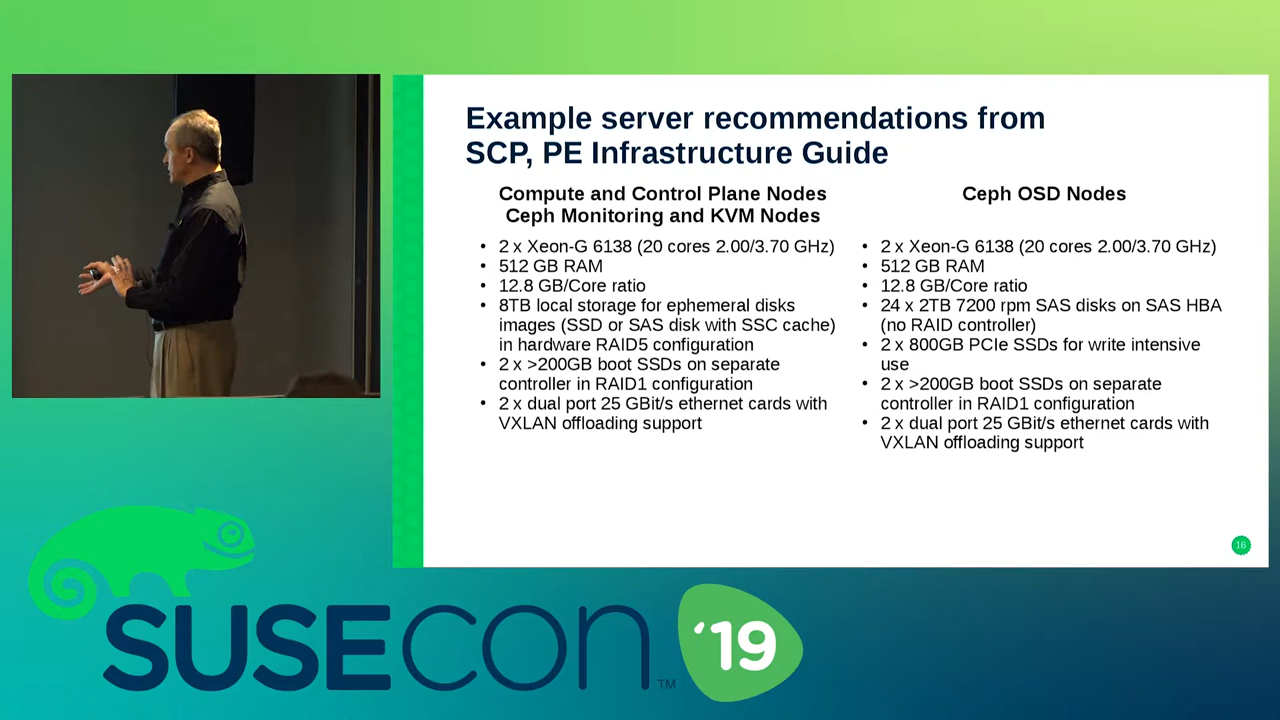 Example server recommendations from
SCP, PE Infrastructure Guide
Compute and Control Plane Nodes
Ceph Monitoring and KVM Nodes
• 2 x Xeon-G 6138 (20 cores 2.00/3.70 GHz)
• 512 GB RAM
• 12.8 GB/Core ratio
• 8TB local storage for ephemeral disks
images (SSD or SAS disk with SSC cache)
in hardware RAID5 configuration
• 2 x >200GB boot SSDs on separate
controller in RAID1 configuration
• 2 x dual port 25 GBit/s ethernet cards with
VXLAN offloading support
Ceph OSD Nodes
• 2 x Xeon-G 6138 (20 cores 2.00/3.70 GHz)
• 512 GB RAM
• 12.8 GB/Core ratio
• 24 x 2TB 7200 rpm SAS disks on SAS HBA
(no RAID controller)
• 2 x 800GB PCIe SSDs for write intensive
use
• 2 x >200GB boot SSDs on separate
controller in RAID1 configuration
• 2 x dual port 25 GBit/s ethernet cards with
VXLAN offloading support
16
SUSECON™ '19